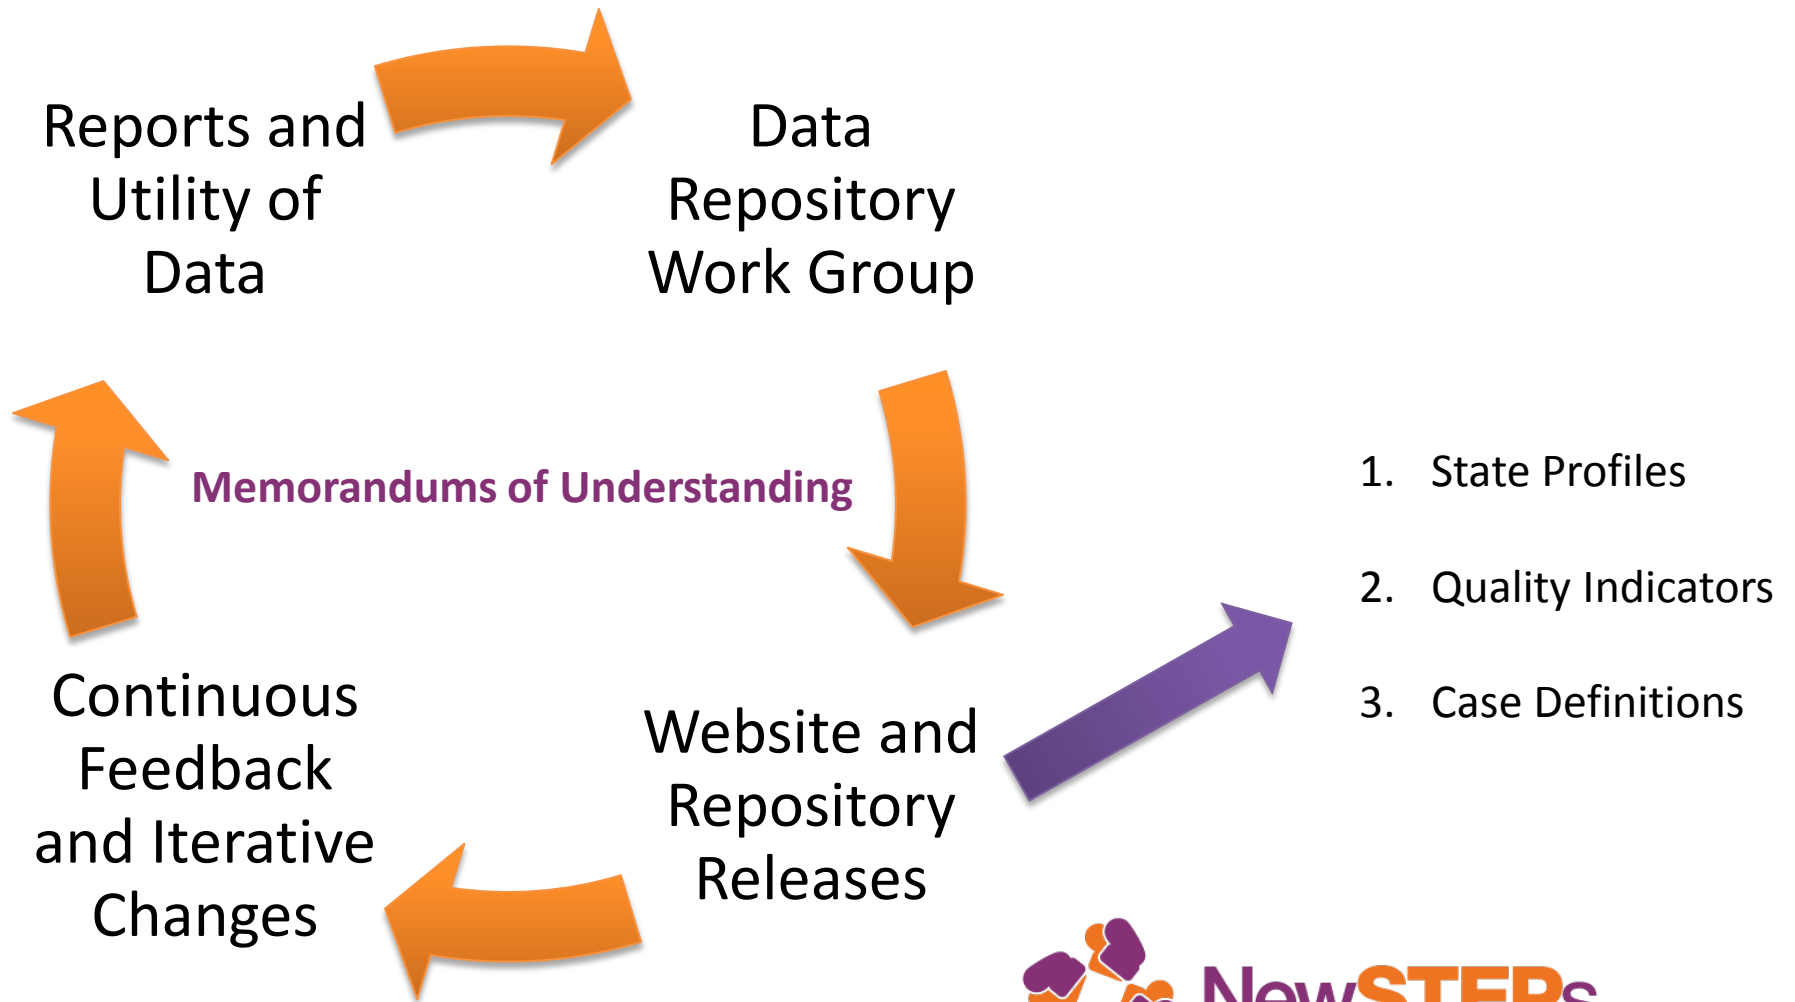 Reports and
Utility of
Data
Data
Repository
Work Group
Memorandums of Understanding
1. State Profiles
2. Quality Indicators
3. Case Definitions
Continuous
Feedback
and Iterative
Changes
Website and
Repository
Releases
NewSTEPs